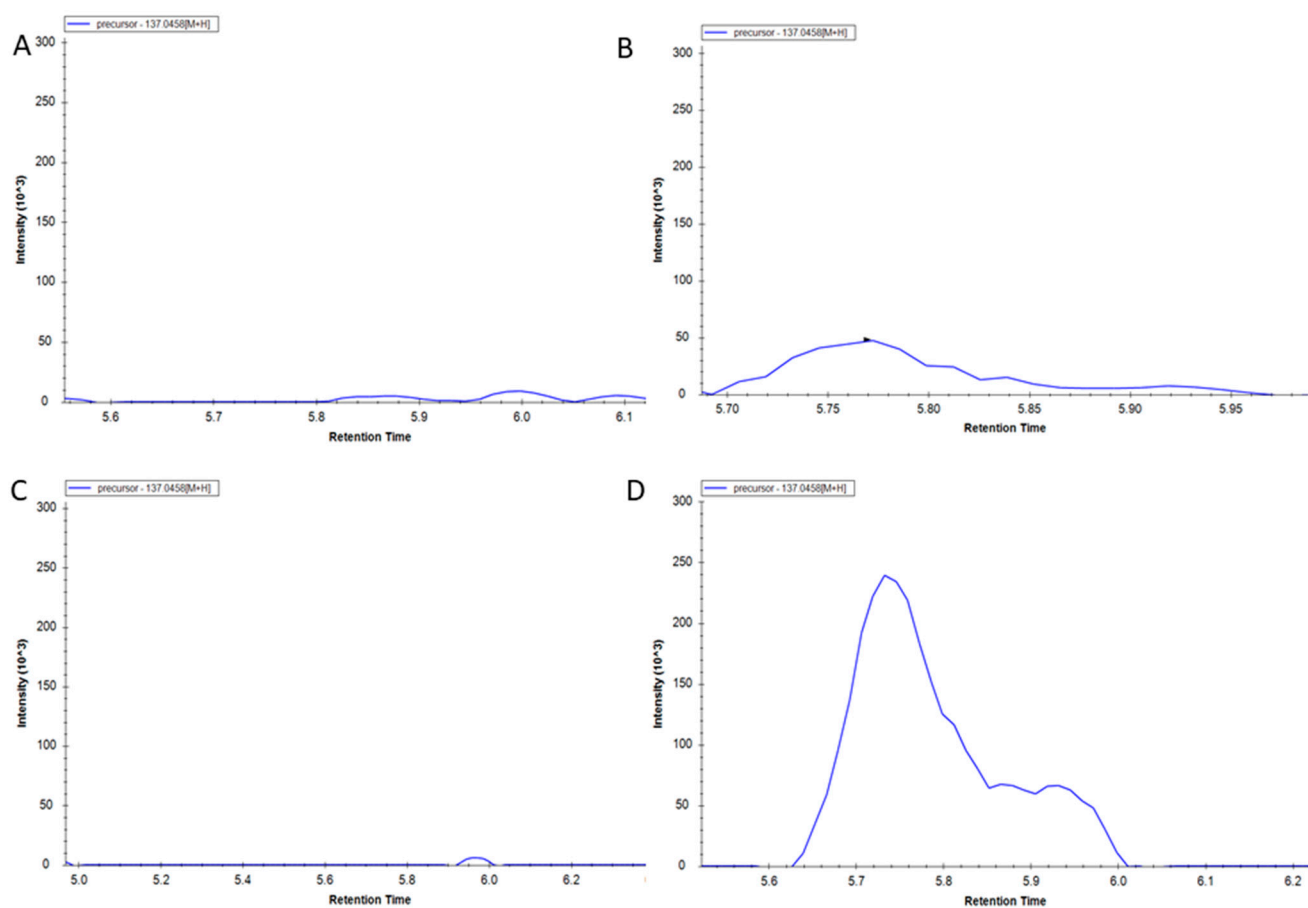 A
precursor - 137.0458[M+H]
300
250
200
150
100
50
0
Intensity (10^3)
5.6 5.7 5.8 5.9 6.0 6.1
Retention Time
B
precursor - 137.0458[M+H]
300
250
200
150
100
50
0
Intensity (10^3)
5.70 5.75 5.80 5.85 5.90 5.95
Retention Time
C
precursor - 137.0458[M+H]
300
250
200
150
100
50
0
Intensity (10^3)
5.0 5.2 5.4 5.6 5.8 6.0 6.2
Retention Time
D
precursor - 137.0458[M+H]
300
250
200
150
100
50
0
Intensity (10^3)
5.6 5.7 5.8 5.9 6.0 6.1 6.2
Retention Time